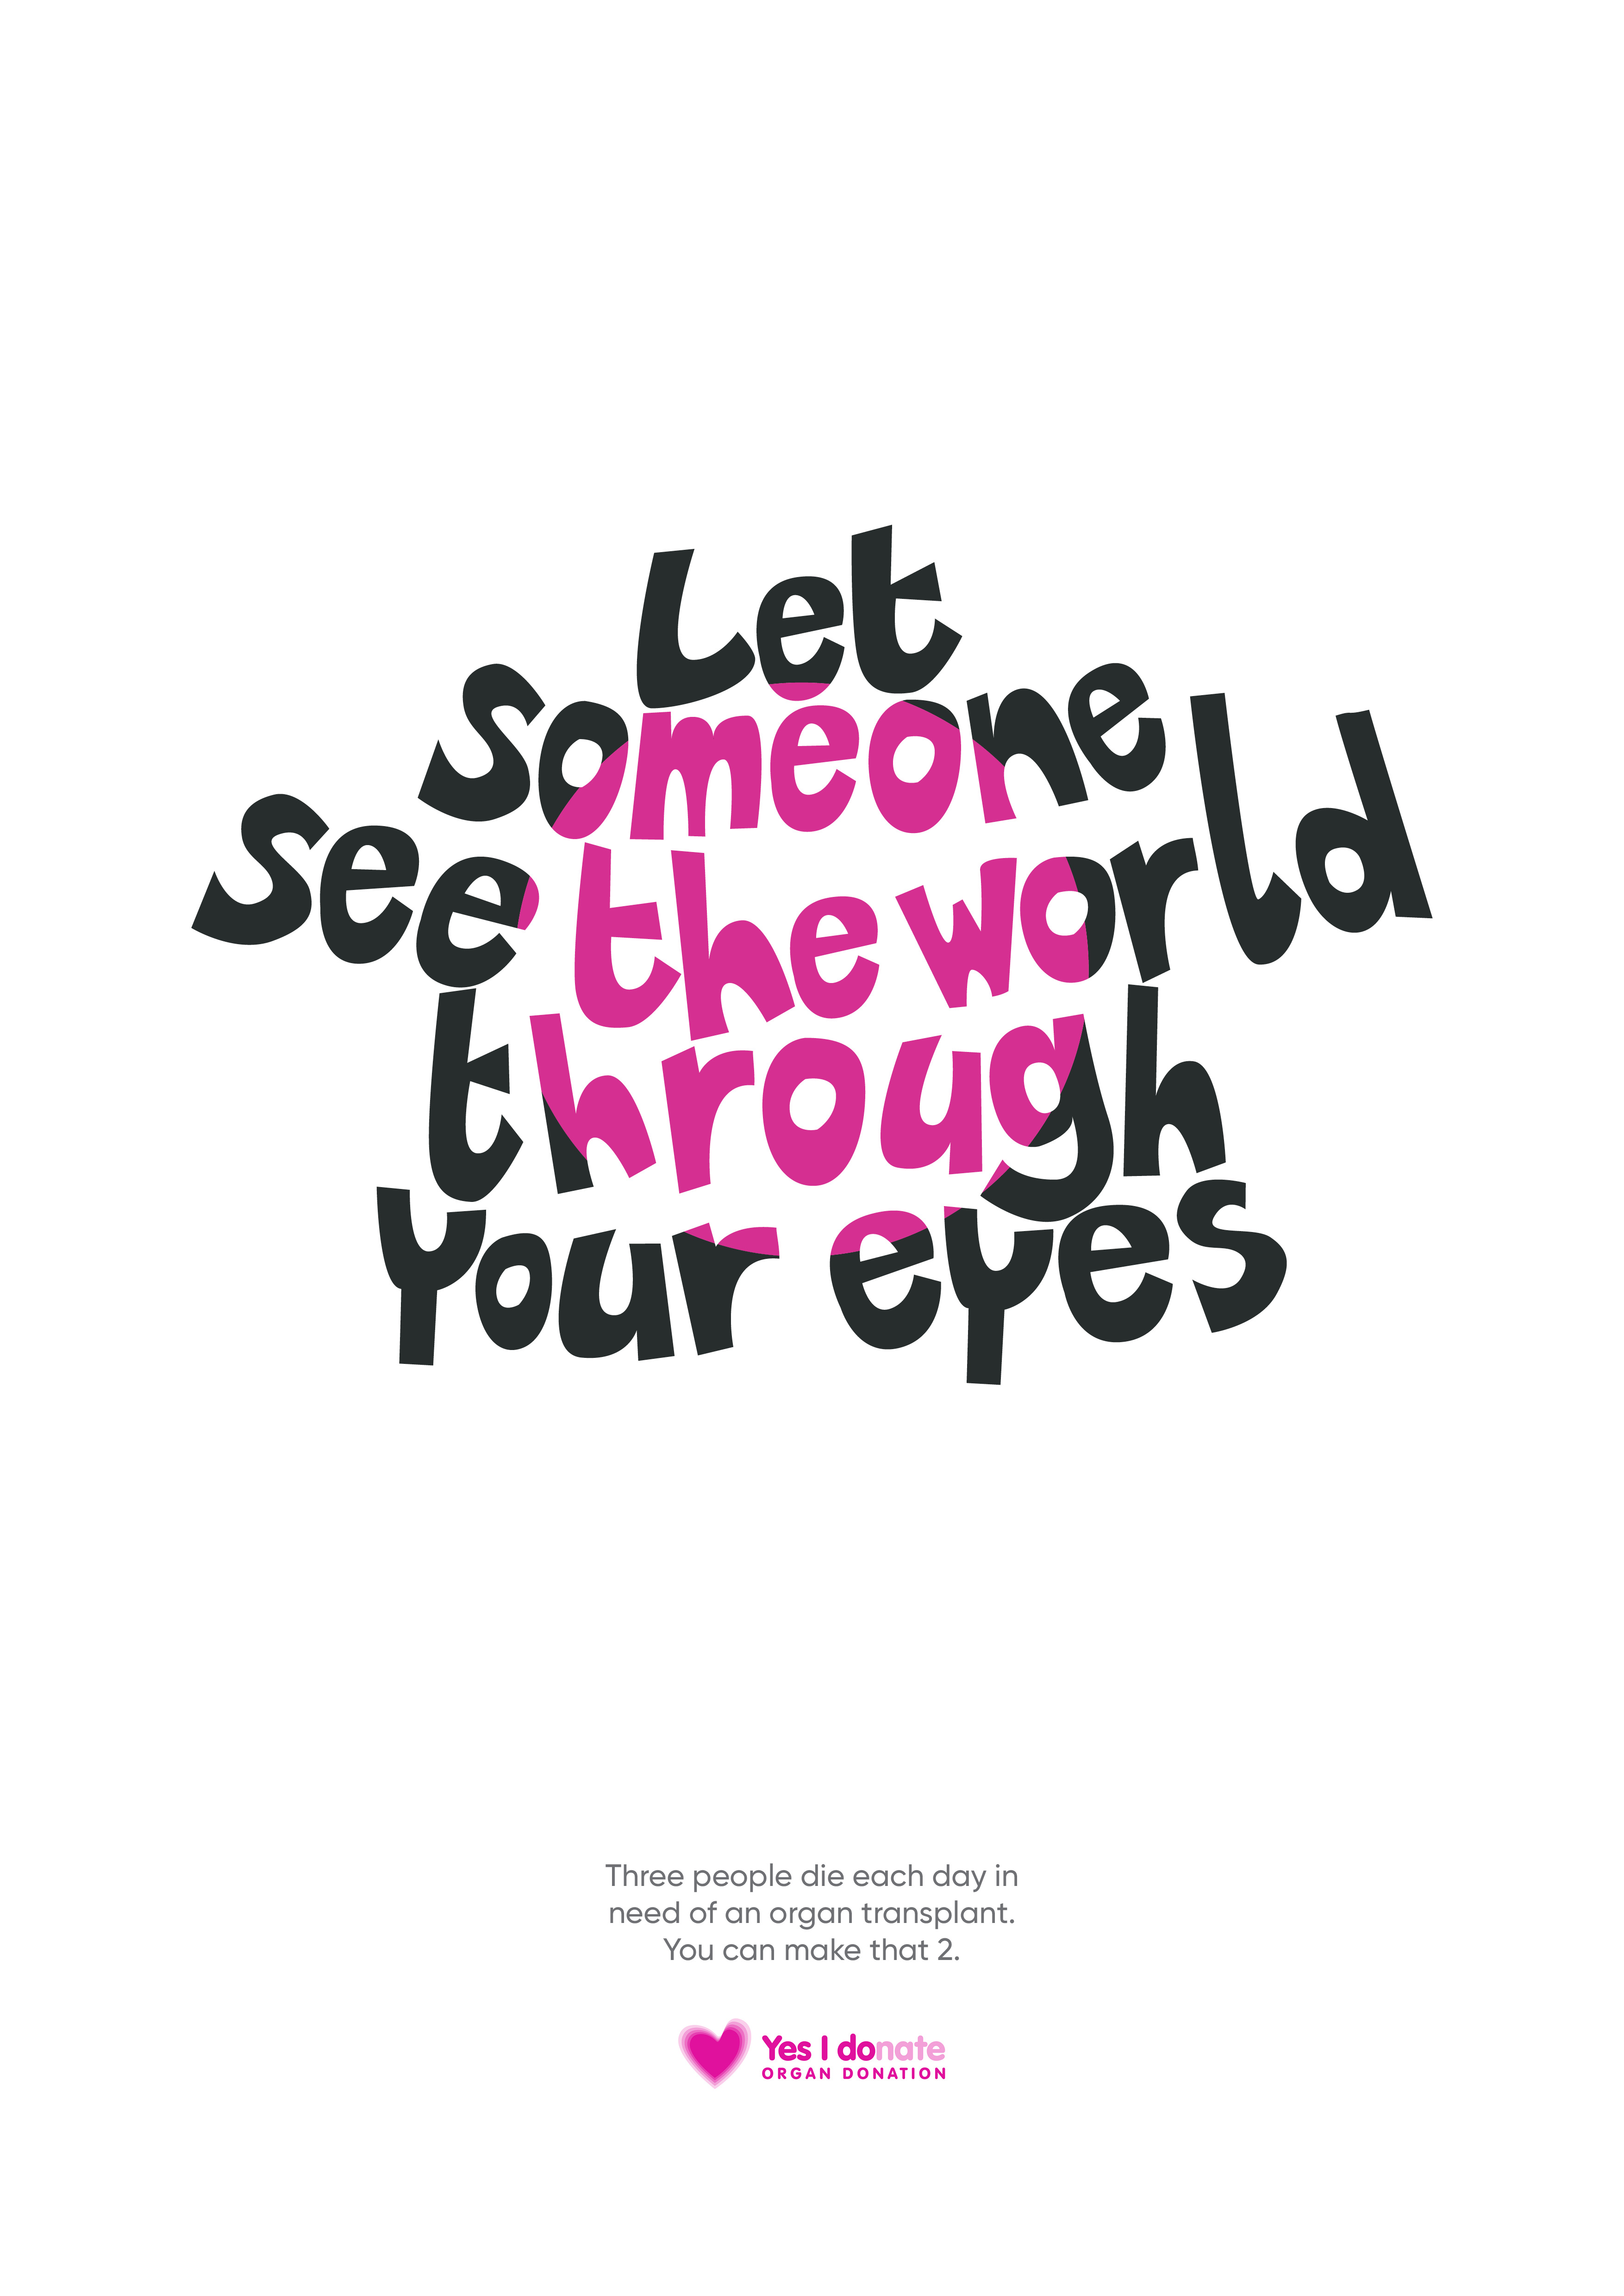 Let
someone
see the world
through
your eyes
Three people die each day in
need of an organ transplant.
You can make that 2.
Yes I donate
ORGAN DONATION